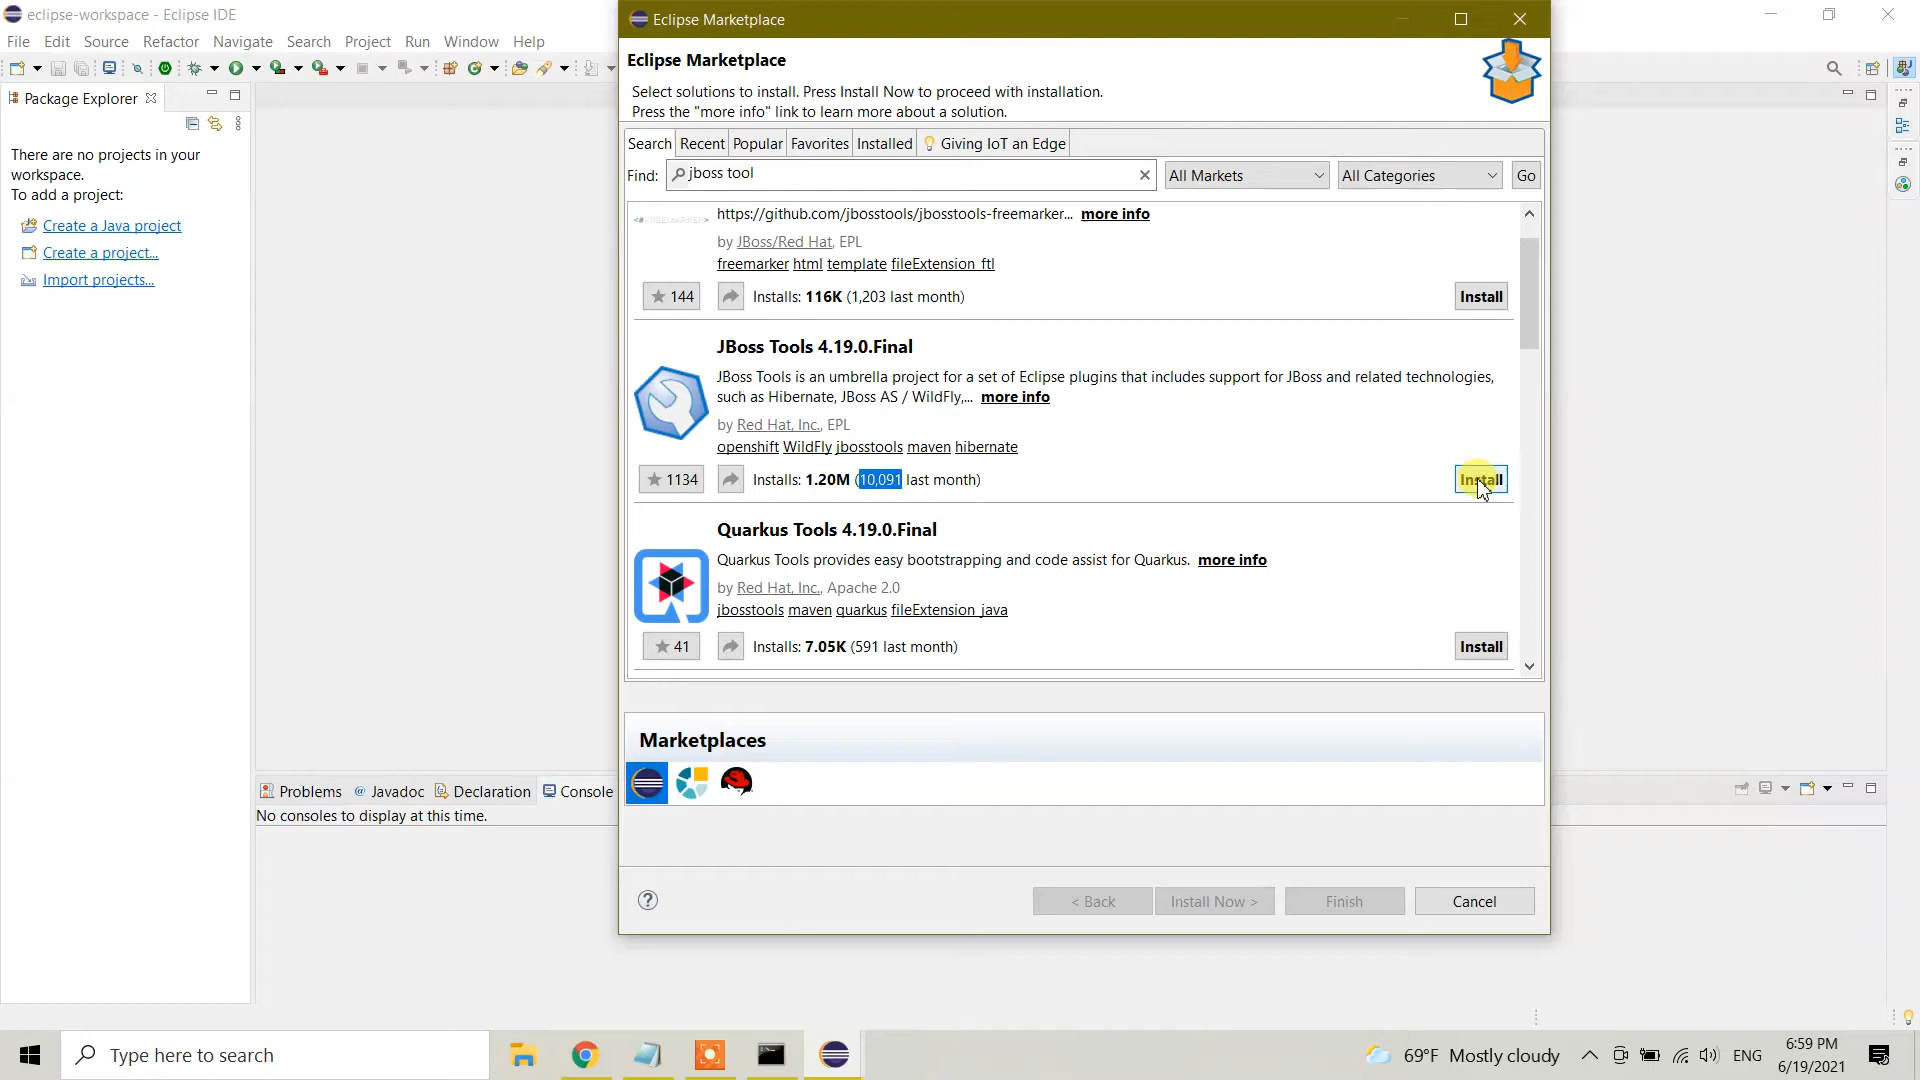 eclipse-workspace - Eclipse IDE
File Edit Source Refactor Navigate Search Project Run Window Help
Package Explorer
There are no projects in your
workspace.
To add a project:
Create a Java project
Create a project...
Import projects...
Eclipse Marketplace
Eclipse Marketplace
Select solutions to install. Press Install Now to proceed with installation.
Press the "more info" link to learn more about a solution.
Search Recent Popular Favorites Installed Giving IoT an Edge
Find: jboss tool All Markets All Categories Go
<#FREEMARKER> https://github.com/jbosstools/jbosstools-freemarker... more info
by JBoss/Red Hat, EPL
freemarker html template fileExtension_ftl
144 Installs: 116K (1,203 last month) Install
JBoss Tools 4.19.0.Final
JBoss Tools is an umbrella project for a set of Eclipse plugins that includes support for JBoss and related technologies,
such as Hibernate, JBoss AS / WildFly,... more info
by Red Hat, Inc., EPL
openshift WildFly jbosstools maven hibernate
1134 Installs: 1.20M (10,091 last month) Install
Quarkus Tools 4.19.0.Final
Quarkus Tools provides easy bootstrapping and code assist for Quarkus. more info
by Red Hat, Inc., Apache 2.0
jbosstools maven quarkus fileExtension_java
41 Installs: 7.05K (591 last month) Install
Marketplaces
< Back Install Now > Finish Cancel
Problems @ Javadoc Declaration Console
No consoles to display at this time.
Type here to search
69°F Mostly cloudy ENG 6:59 PM
6/19/2021